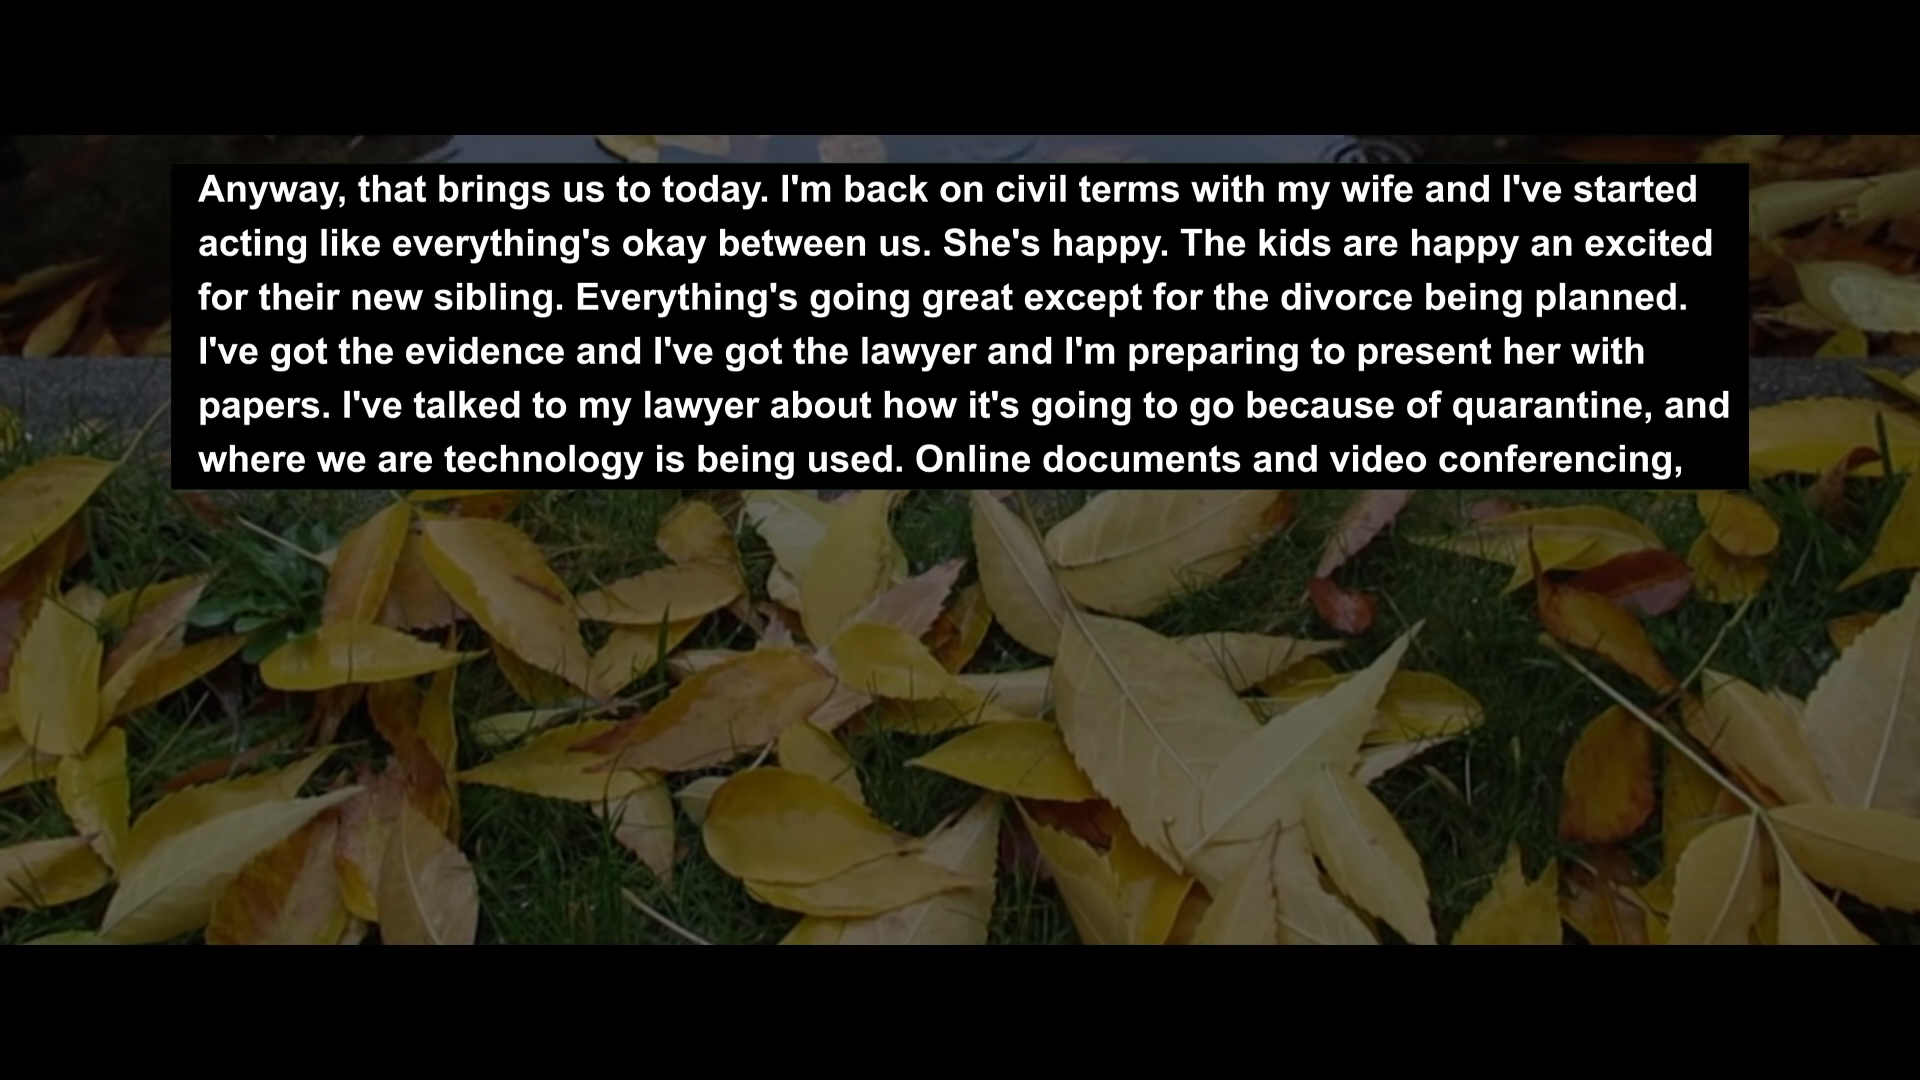 Anyway, that brings us to today. I'm back on civil terms with my wife and I've started
acting like everything's okay between us. She's happy. The kids are happy an excited
for their new sibling. Everything's going great except for the divorce being planned.
I've got the evidence and I've got the lawyer and I'm preparing to present her with
papers. I've talked to my lawyer about how it's going to go because of quarantine, and
where we are technology is being used. Online documents and video conferencing,